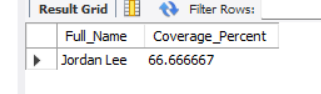 Result Grid Filter Rows:
Full_Name Coverage_Percent
Jordan Lee 66.666667